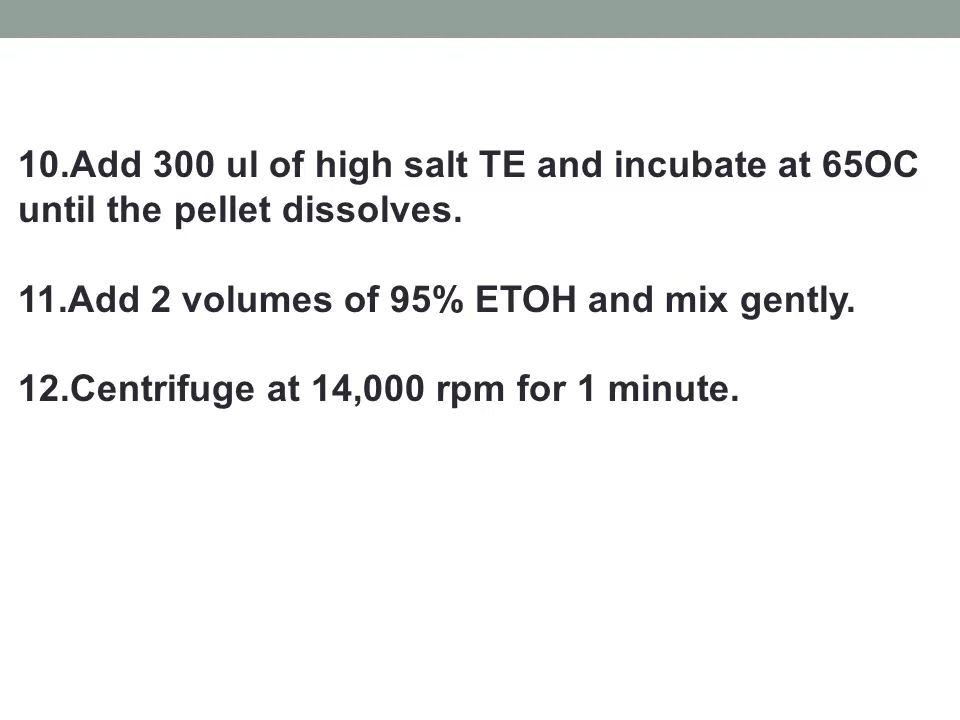 10.Add 300 ul of high salt TE and incubate at 65OC
until the pellet dissolves.
11.Add 2 volumes of 95% ETOH and mix gently.
12.Centrifuge at 14,000 rpm for 1 minute.